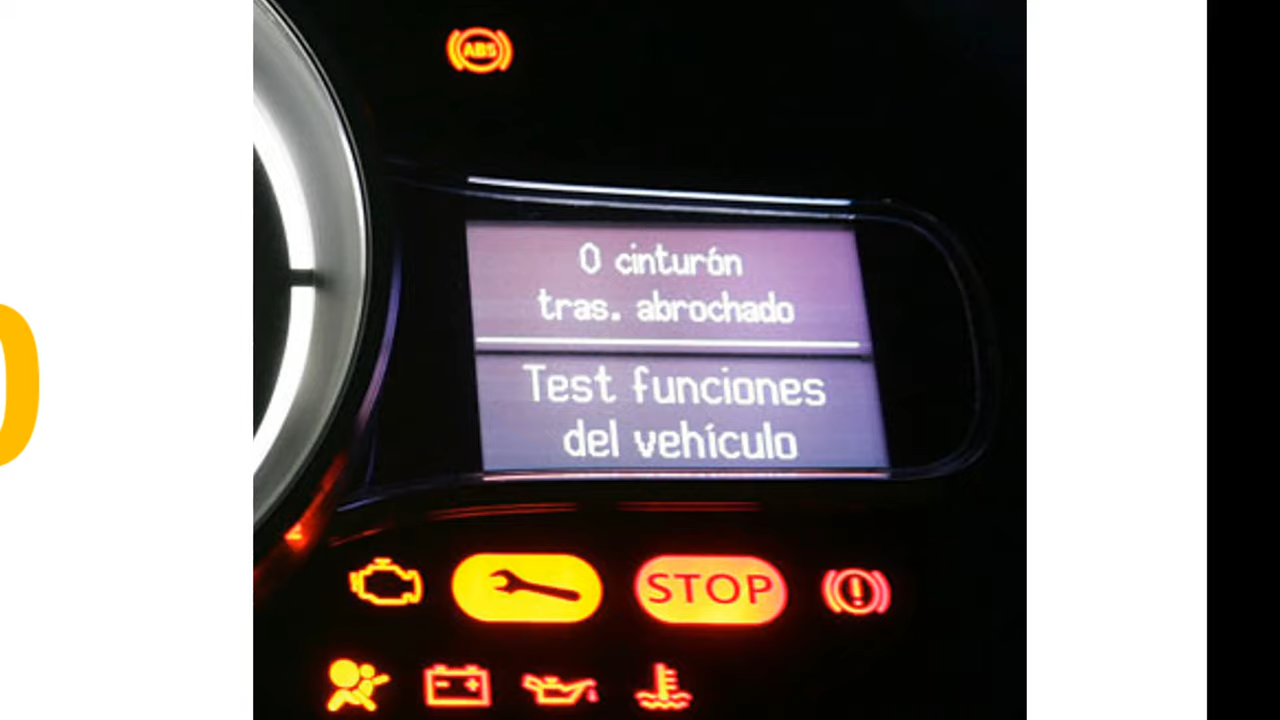 ABS
0 cinturón
tras. abrochado
Test funciones
del vehículo
STOP